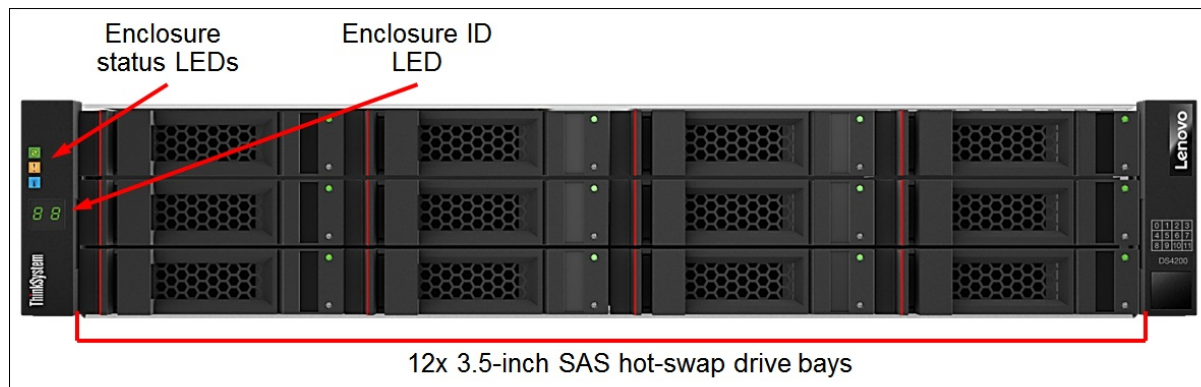 Enclosure
status LEDs
Enclosure ID
LED
88
ThinkSystem
Lenovo
0 1 2 3
4 5 6 7
8 9 10 11
DS4200
12x 3.5-inch SAS hot-swap drive bays